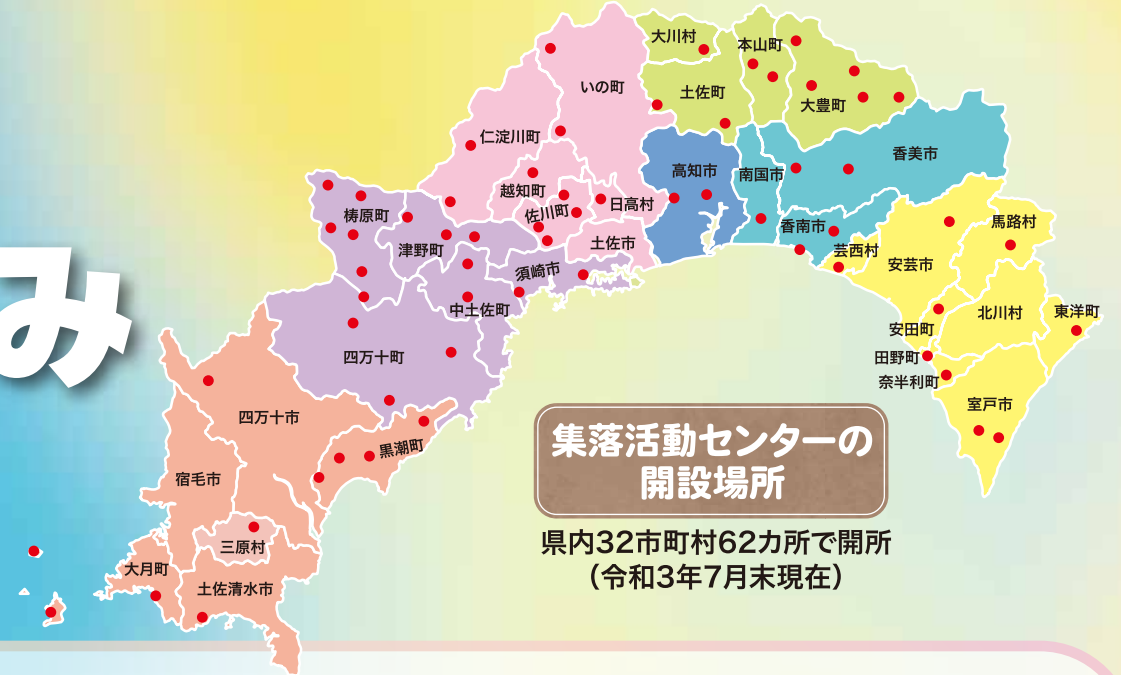 み
大川村
本山町
いの町
土佐町
大豊町
仁淀川町
香美市
高知市
南国市
越知町
佐川町
日高村
梼原町
香南市
馬路村
津野町
土佐市
芸西村
安芸市
須崎市
中土佐町
北川村
東洋町
安田町
四万十町
田野町
奈半利町
室戸市
四万十市
黒潮町
宿毛市
三原村
大月町
土佐清水市
集落活動センターの
開設場所
県内32市町村62カ所で開所
（令和3年7月末現在）